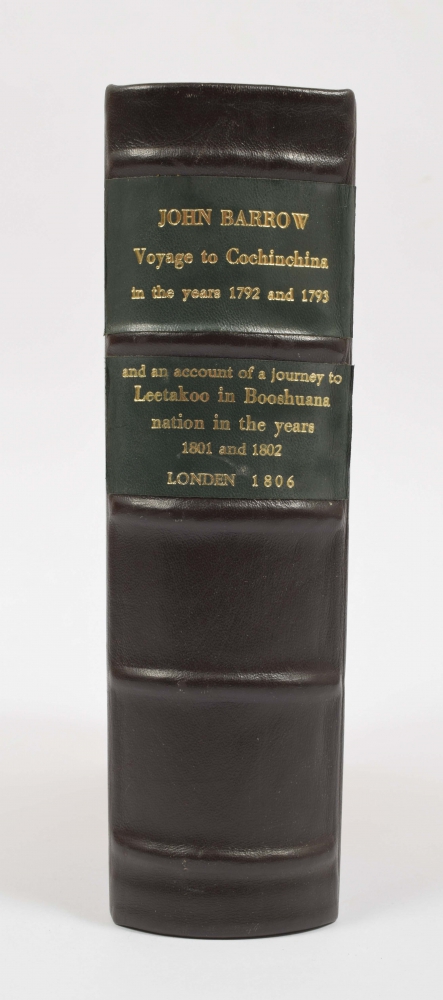 JOHN BARROW
Voyage to Cochinchina
in the years 1792 and 1793
and an account of a journey to
Leetakoo in Booshuana
nation in the years
1801 and 1802
LONDEN 1806